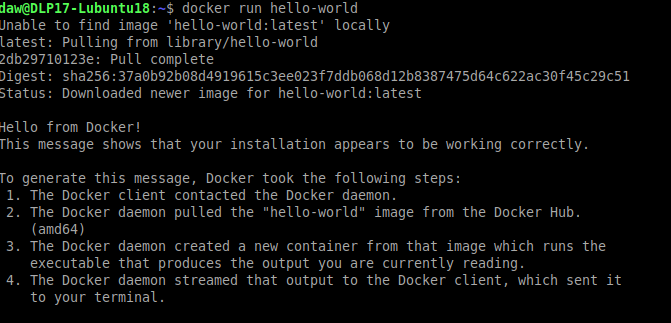 daw@DLP17-Lubuntu18:~$ docker run hello-world
Unable to find image 'hello-world:latest' locally
latest: Pulling from library/hello-world
2db29710123e: Pull complete
Digest: sha256:37a0b92b08d4919615c3ee023f7ddb068d12b8387475d64c622ac30f45c29c51
Status: Downloaded newer image for hello-world:latest
Hello from Docker!
This message shows that your installation appears to be working correctly.
To generate this message, Docker took the following steps:
1. The Docker client contacted the Docker daemon.
2. The Docker daemon pulled the "hello-world" image from the Docker Hub.
(amd64)
3. The Docker daemon created a new container from that image which runs the
executable that produces the output you are currently reading.
4. The Docker daemon streamed that output to the Docker client, which sent it
to your terminal.